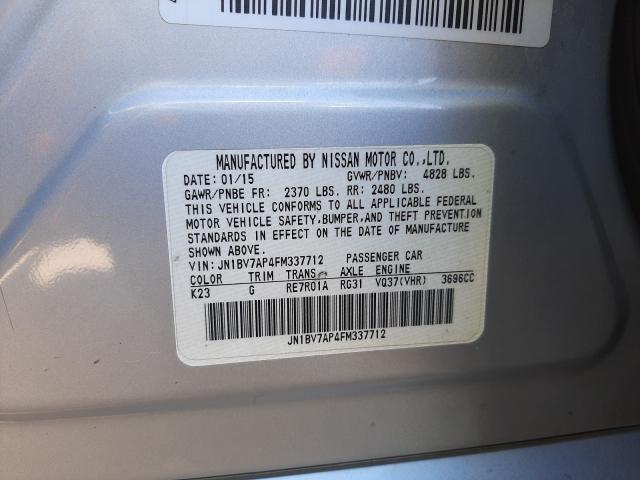 MANUFACTURED BY NISSAN MOTOR CO.,LTD.
DATE: 01/15 GVWR/PNBV: 4828 LBS.
GAWR/PNBE FR: 2370 LBS. RR: 2480 LBS.
THIS VEHICLE CONFORMS TO ALL APPLICABLE FEDERAL
MOTOR VEHICLE SAFETY,BUMPER,AND THEFT PREVENTION
STANDARDS IN EFFECT ON THE DATE OF MANUFACTURE
SHOWN ABOVE.
VIN: JN1BV7AP4FM337712 PASSENGER CAR
COLOR TRIM TRANS AXLE ENGINE
K23 G RE7R01A RG31 VQ37(VHR) 3696CC
JN1BV7AP4FM337712